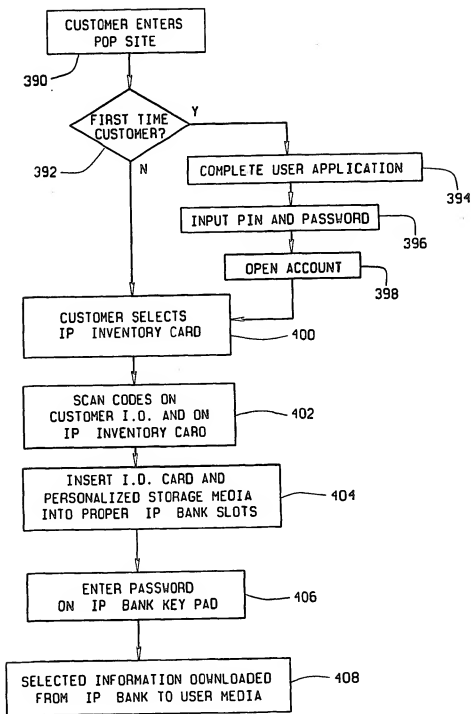 CUSTOMER ENTERS
POP SITE
390
FIRST TIME
CUSTOMER?
392
Y
N
COMPLETE USER APPLICATION
394
INPUT PIN AND PASSWORD
396
OPEN ACCOUNT
398
CUSTOMER SELECTS
IP INVENTORY CARD
400
SCAN CODES ON
CUSTOMER I.D. AND ON
IP INVENTORY CARD
402
INSERT I.D. CARD AND
PERSONALIZED STORAGE MEDIA
INTO PROPER IP BANK SLOTS
404
ENTER PASSWORD
ON IP BANK KEY PAD
406
SELECTED INFORMATION DOWNLOADED
FROM IP BANK TO USER MEDIA
408